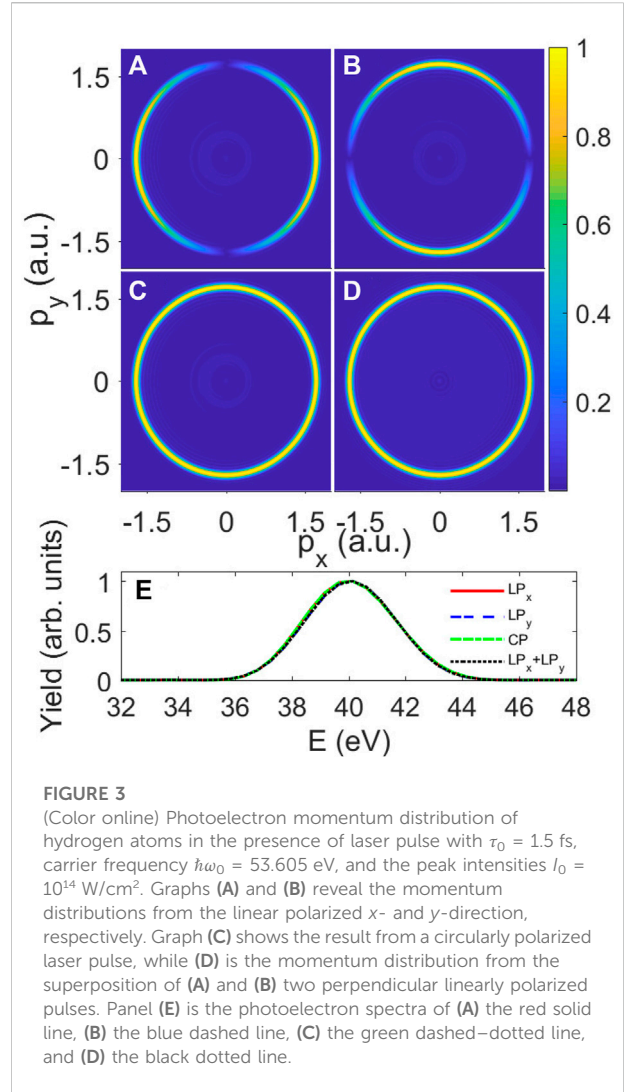 A
B
C
D
1.5
0
-1.5
1.5
0
-1.5
p_y (a.u.)
1
0.8
0.6
0.4
0.2
-1.5 0 1.5 -1.5 0 1.5
p_x (a.u.)
E
Yield (arb. units)
1
0.5
0
LP_x
LP_y
CP
LP_x+LP_y
32 34 36 38 40 42 44 46 48
E (eV)
FIGURE 3
(Color online) Photoelectron momentum distribution of
hydrogen atoms in the presence of laser pulse with τ₀ = 1.5 fs,
carrier frequency ℏω₀ = 53.605 eV, and the peak intensities I₀ =
10¹⁴ W/cm². Graphs (A) and (B) reveal the momentum
distributions from the linear polarized x- and y-direction,
respectively. Graph (C) shows the result from a circularly polarized
laser pulse, while (D) is the momentum distribution from the
superposition of (A) and (B) two perpendicular linearly polarized
pulses. Panel (E) is the photoelectron spectra of (A) the red solid
line, (B) the blue dashed line, (C) the green dashed–dotted line,
and (D) the black dotted line.